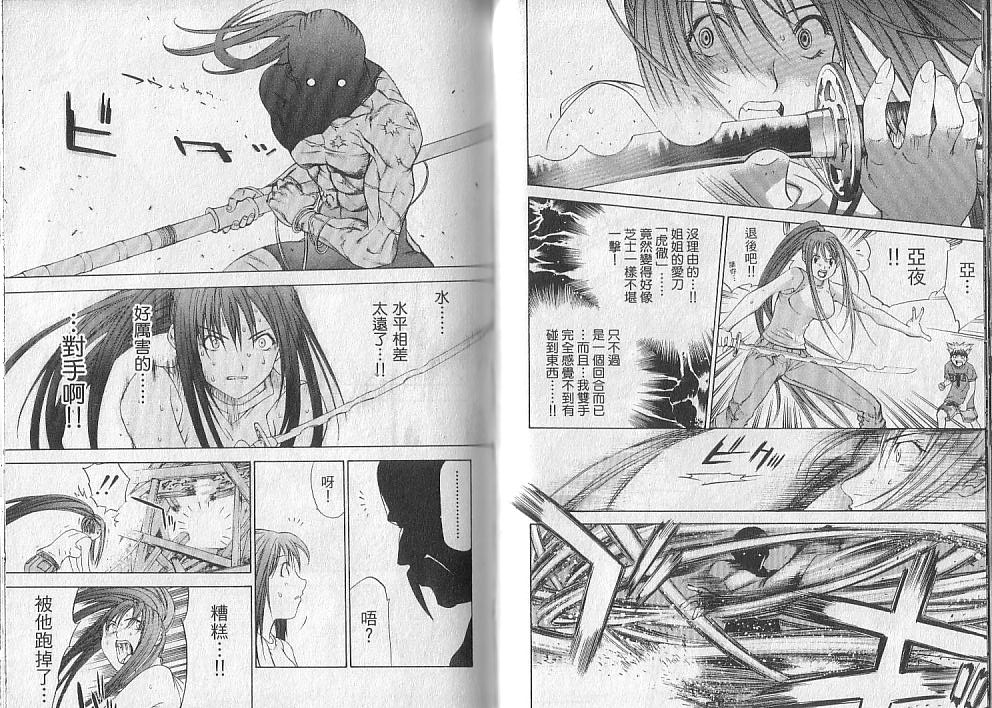 亞…
亞夜
!!
退後吧!!
沒理由的…!!
姐姐的愛刀
「虎徹」……
竟然變得好像
芝士一樣不堪
一擊！
只不過
是一個回合而已
…而且…我雙手
完全感覺不到有
碰到東西……!!
ビ
ク
ッ
水……
水平相差
太遠了…!!
好厲害的……
…對手啊!!
…………
唔？
呀！
!!
糟糕…!!
被他跑掉了…